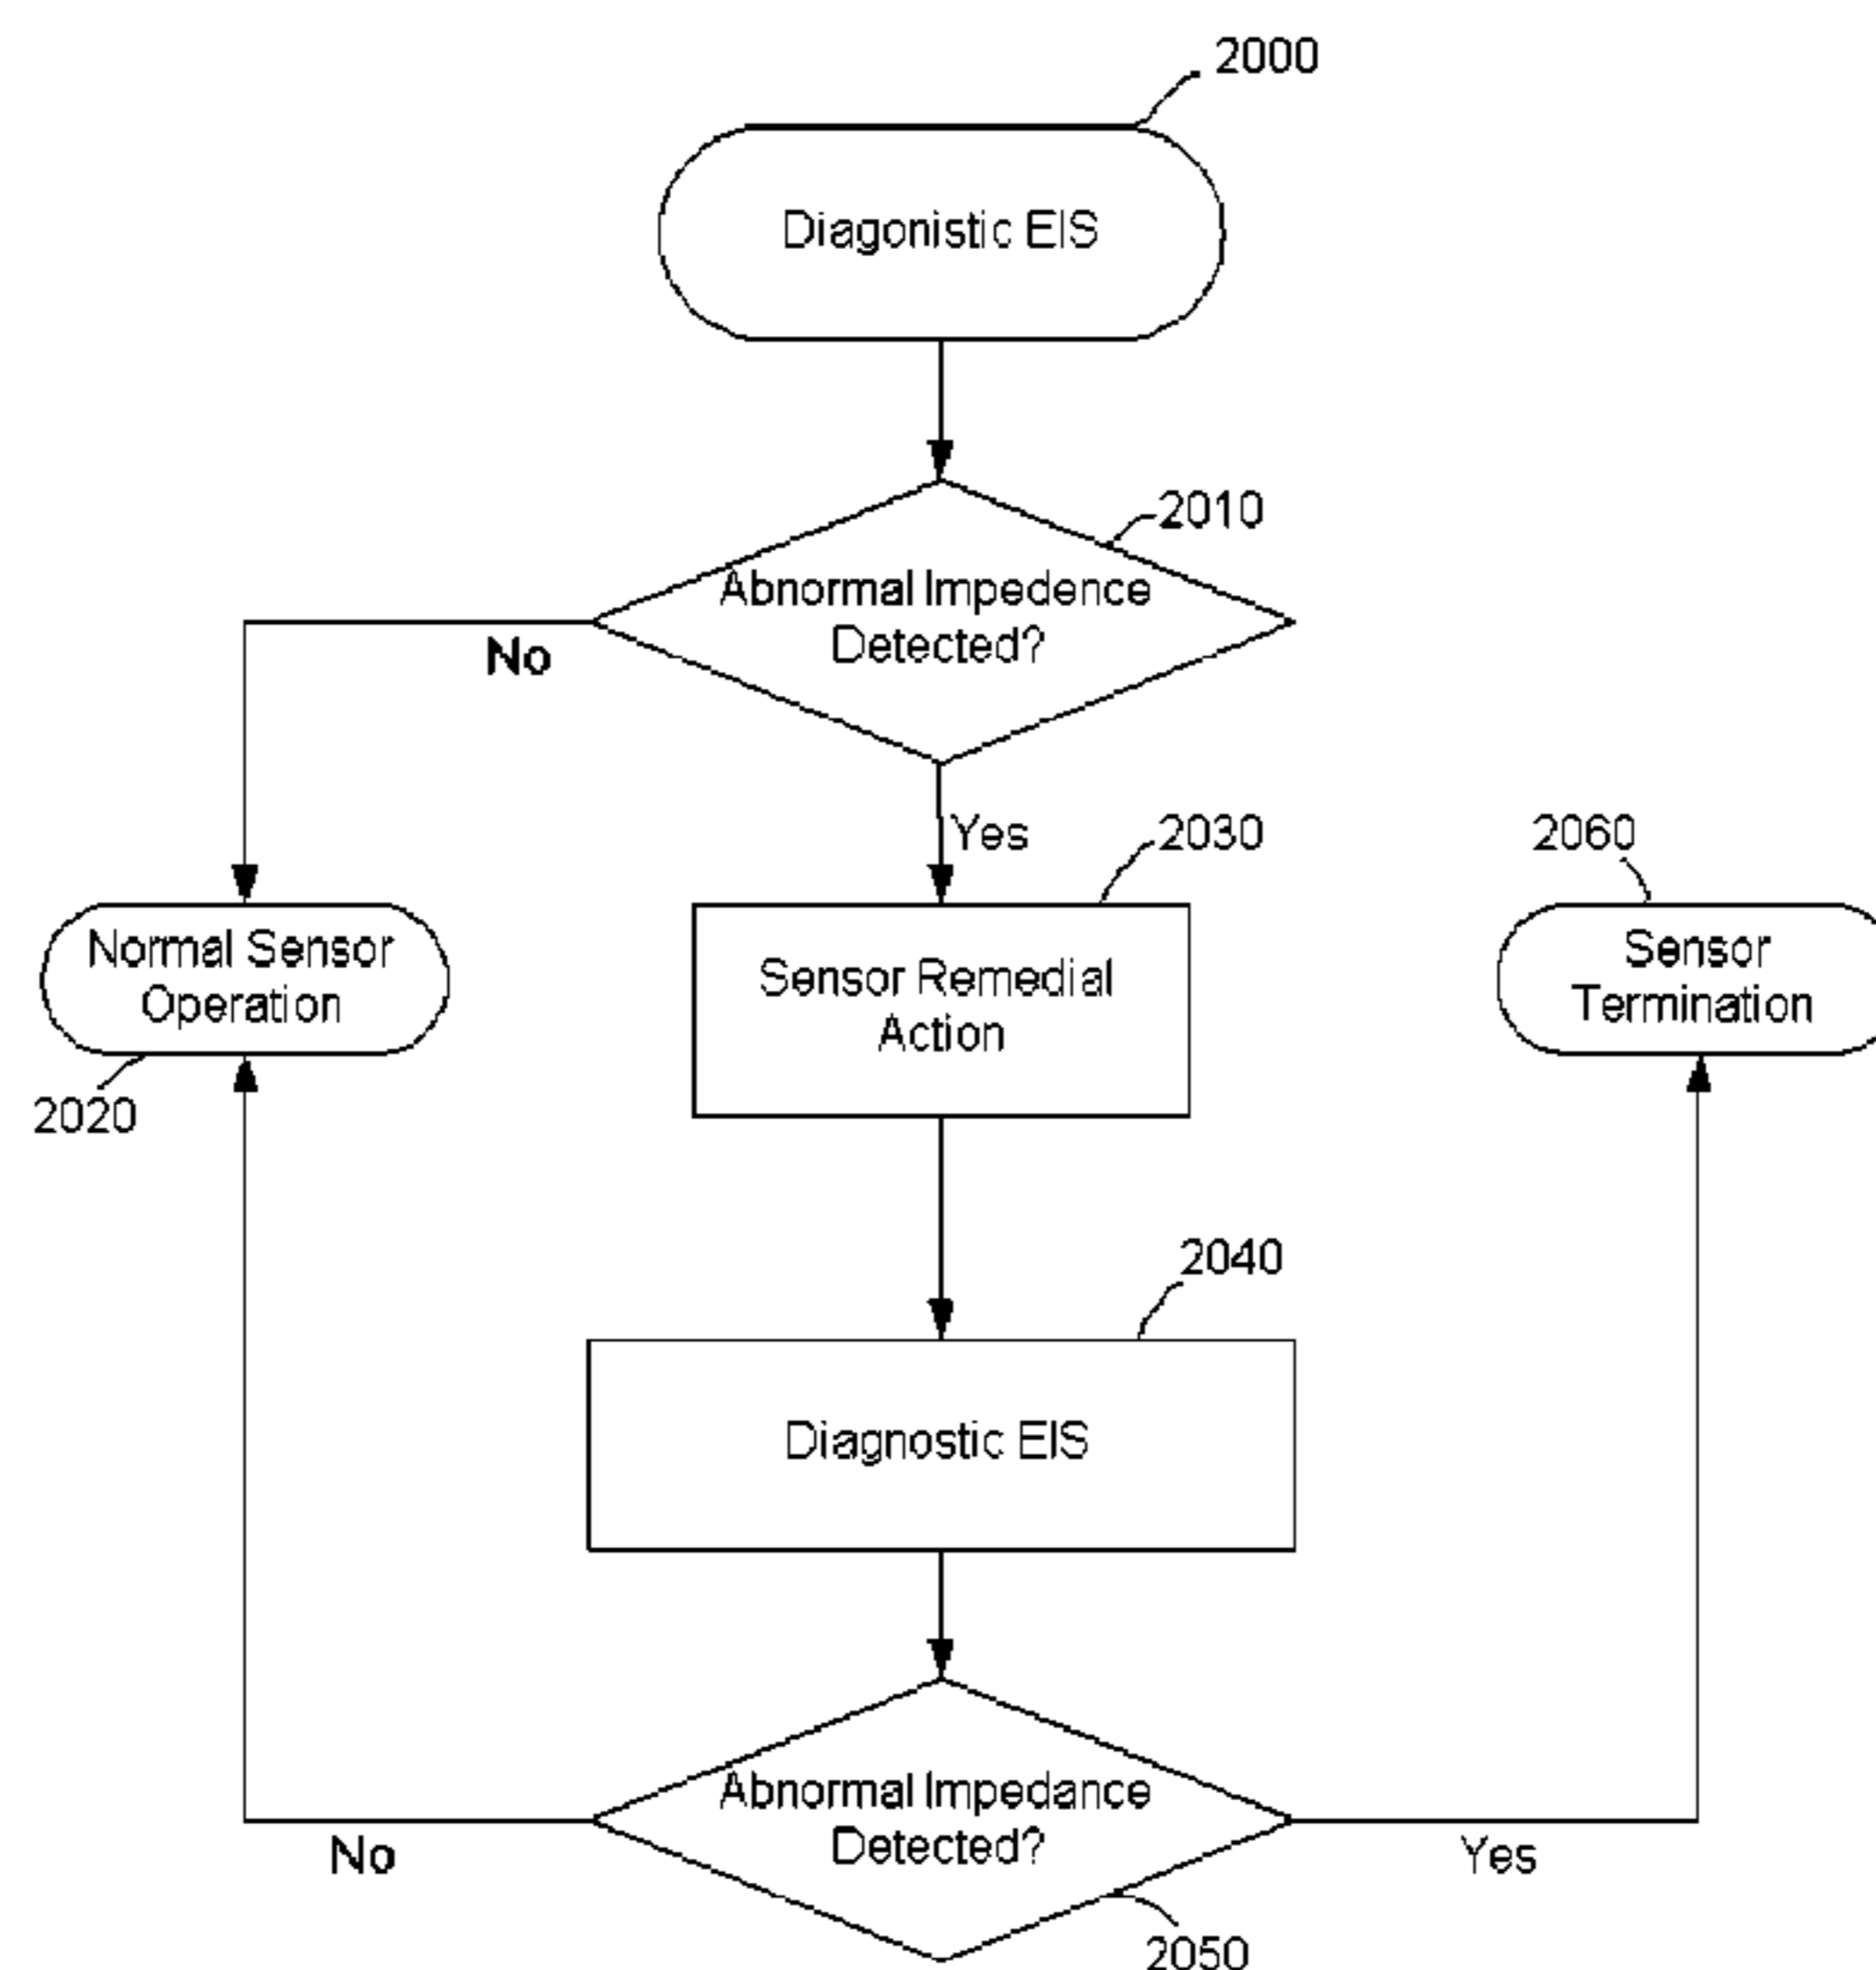 2000
Diagonistic EIS
2010
Abnormal Impedence
Detected?
No
Yes
2030
2060
Normal Sensor
Operation
Sensor Remedial
Action
Sensor
Termination
2020
2040
Diagnostic EIS
Abnormal Impedance
Detected?
No
Yes
2050